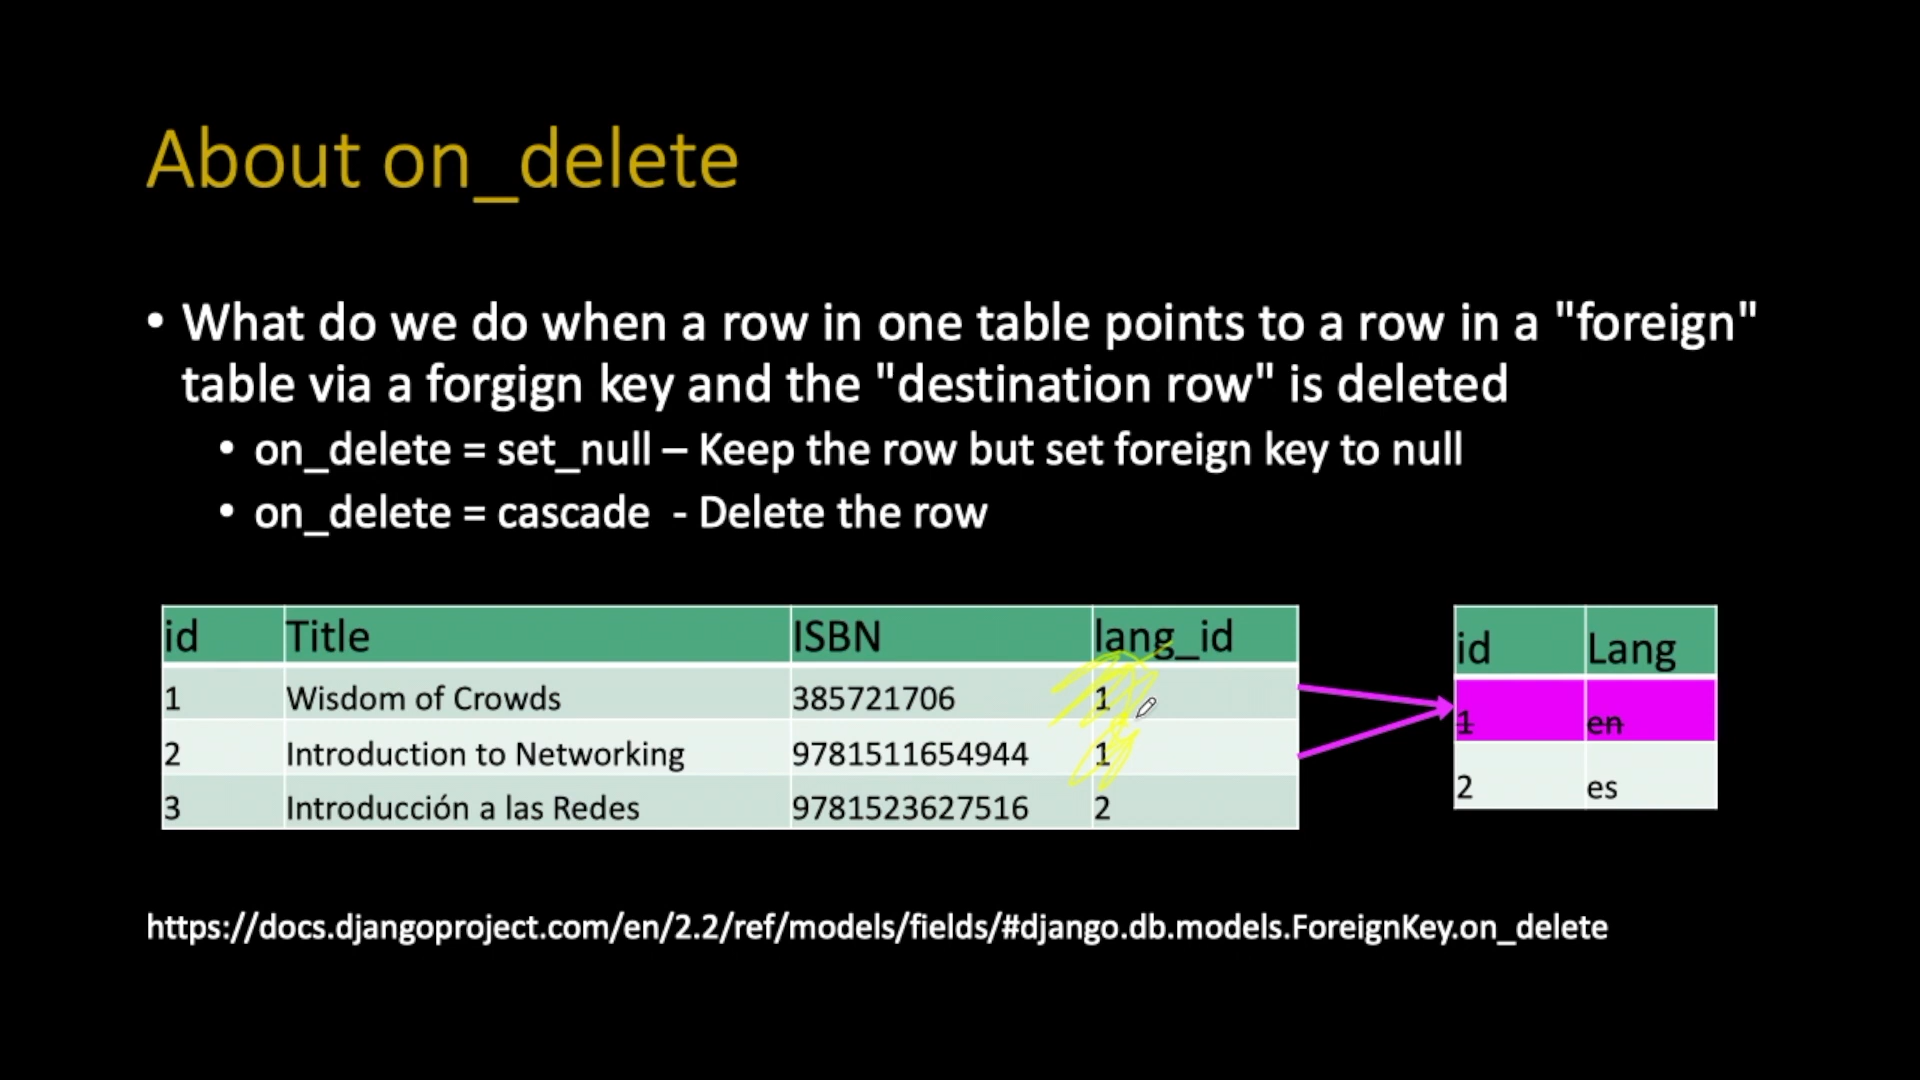 About on_delete
• What do we do when a row in one table points to a row in a "foreign"
table via a forgign key and the "destination row" is deleted
• on_delete = set_null – Keep the row but set foreign key to null
• on_delete = cascade  - Delete the row
id Title ISBN lang_id
1 Wisdom of Crowds 385721706 1
2 Introduction to Networking 9781511654944 1
3 Introducción a las Redes 9781523627516 2
id Lang
1 en
2 es
https://docs.djangoproject.com/en/2.2/ref/models/fields/#django.db.models.ForeignKey.on_delete